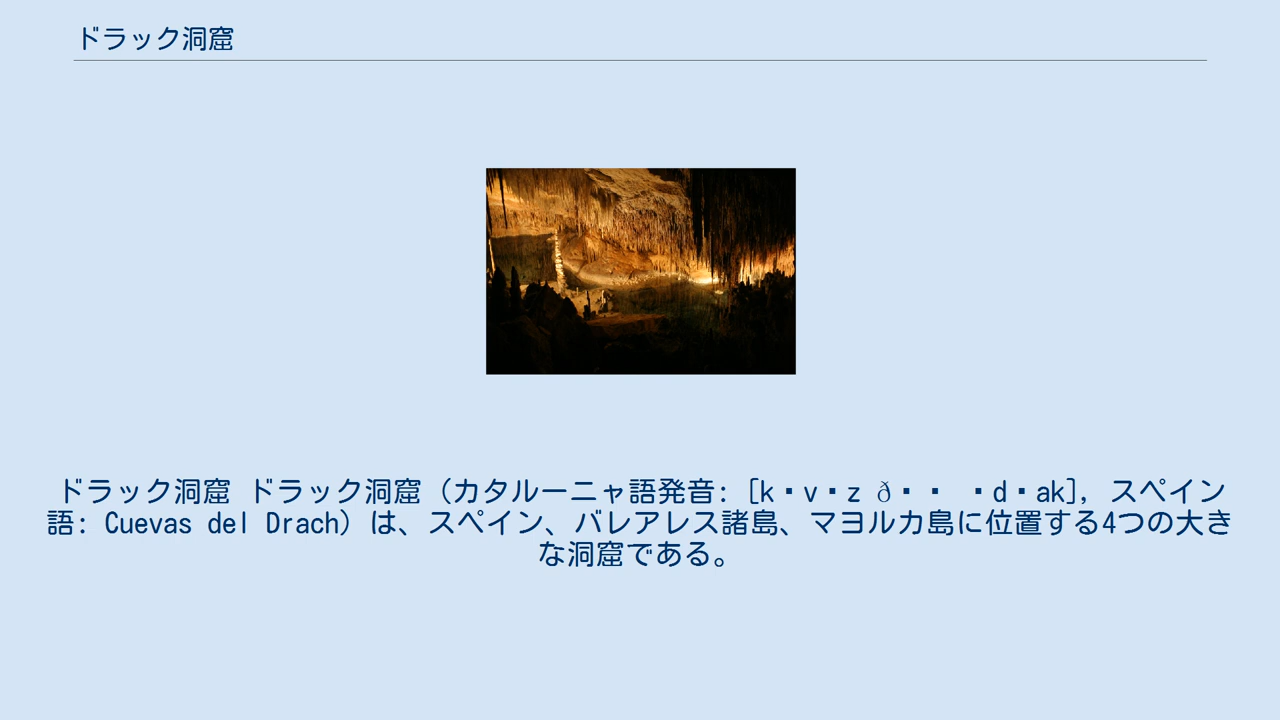 ドラック洞窟
ドラック洞窟 ドラック洞窟 (カタルーニャ語発音: [k▪v▪z ð▪▪ ▪d▪ak], スペイン
語: Cuevas del Drach) は、スペイン、バレアレス諸島、マヨルカ島に位置する4つの大き
な洞窟である。